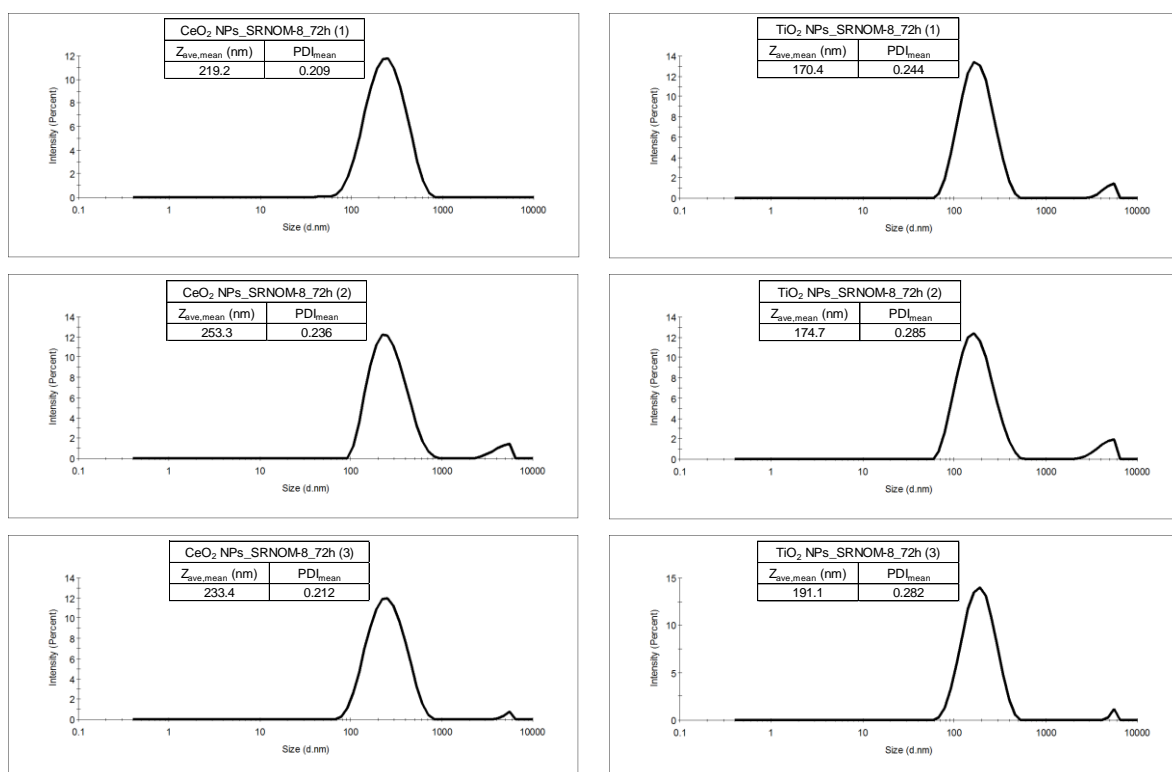 CeO₂ NPs_SRNOM-8_72h (1)
Zave,mean (nm) PDImean
219.2 0.209
Intensity (Percent)
12
10
8
6
4
2
0
0.1 1 10 100 1000 10000
Size (d.nm)
TiO₂ NPs_SRNOM-8_72h (1)
Zave,mean (nm) PDImean
170.4 0.244
Intensity (Percent)
14
12
10
8
6
4
2
0
0.1 1 10 100 1000 10000
Size (d.nm)
CeO₂ NPs_SRNOM-8_72h (2)
Zave,mean (nm) PDImean
253.3 0.236
Intensity (Percent)
14
12
10
8
6
4
2
0
0.1 1 10 100 1000 10000
Size (d.nm)
TiO₂ NPs_SRNOM-8_72h (2)
Zave,mean (nm) PDImean
174.7 0.285
Intensity (Percent)
14
12
10
8
6
4
2
0
0.1 1 10 100 1000 10000
Size (d.nm)
CeO₂ NPs_SRNOM-8_72h (3)
Zave,mean (nm) PDImean
233.4 0.212
Intensity (Percent)
14
12
10
8
6
4
2
0
0.1 1 10 100 1000 10000
Size (d.nm)
TiO₂ NPs_SRNOM-8_72h (3)
Zave,mean (nm) PDImean
191.1 0.282
Intensity (Percent)
15
10
5
0
0.1 1 10 100 1000 10000
Size (d.nm)